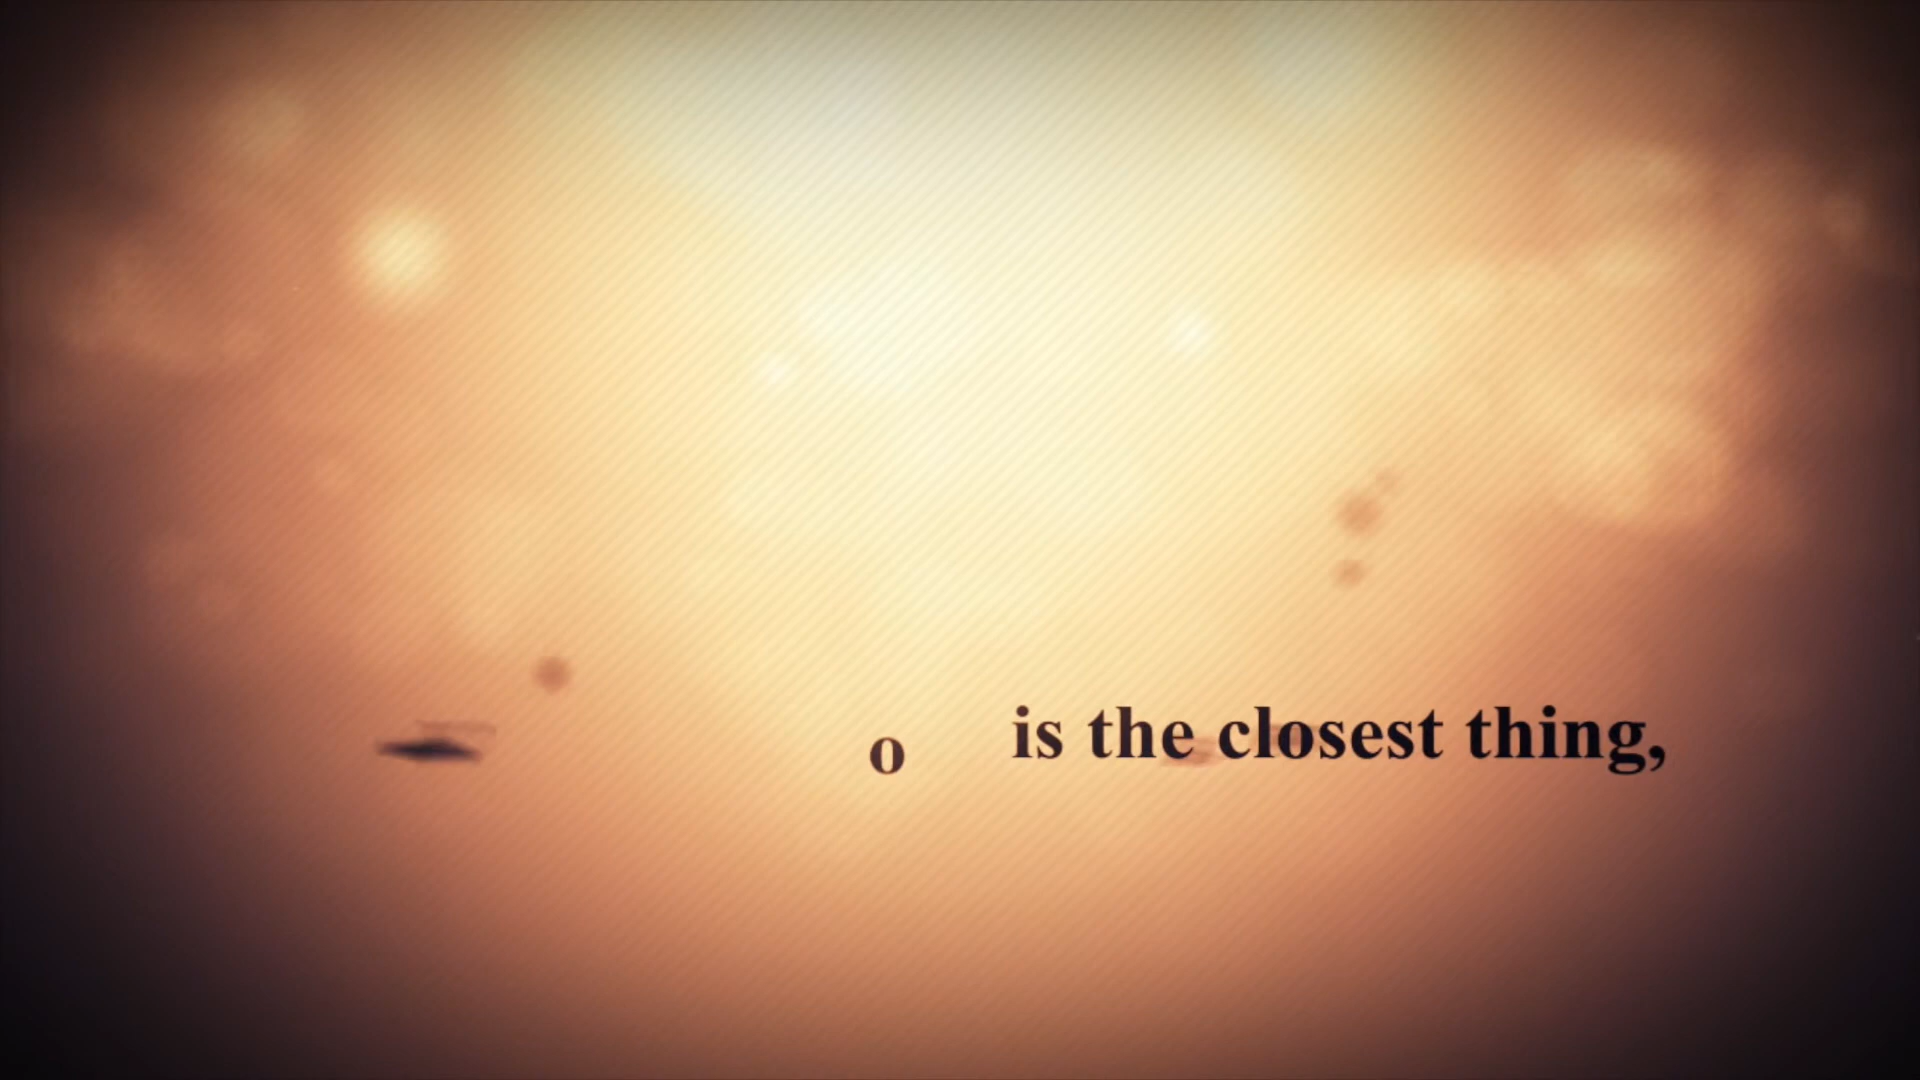 o is the closest thing,